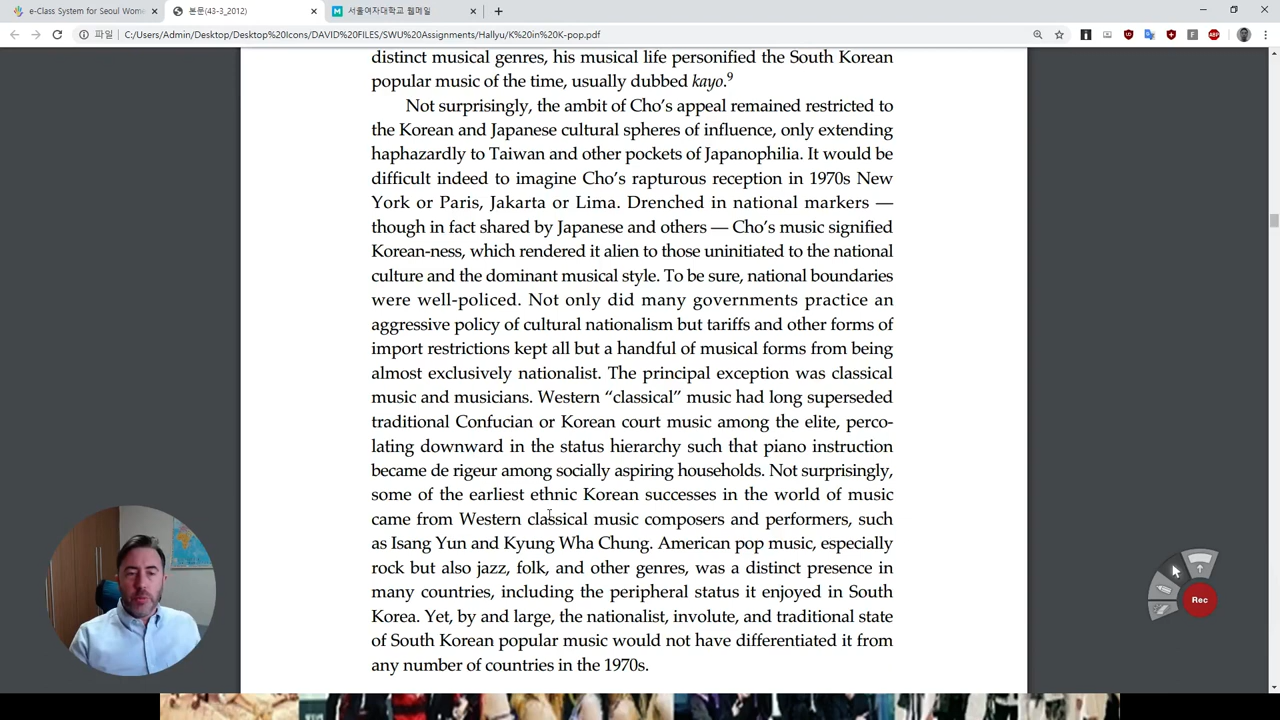 e-Class System for Seoul Wome
본문(43-3_2012)
M 서울여자대학교 웹메일
파일 C:/Users/Admin/Desktop/Desktop%20Icons/DAVID%20FILES/SWU%20Assignments/Hallyu/K%20in%20K-pop.pdf
distinct musical genres, his musical life personified the South Korean
popular music of the time, usually dubbed kayo.9
Not surprisingly, the ambit of Cho's appeal remained restricted to
the Korean and Japanese cultural spheres of influence, only extending
haphazardly to Taiwan and other pockets of Japanophilia. It would be
difficult indeed to imagine Cho's rapturous reception in 1970s New
York or Paris, Jakarta or Lima. Drenched in national markers —
though in fact shared by Japanese and others — Cho's music signified
Korean-ness, which rendered it alien to those uninitiated to the national
culture and the dominant musical style. To be sure, national boundaries
were well-policed. Not only did many governments practice an
aggressive policy of cultural nationalism but tariffs and other forms of
import restrictions kept all but a handful of musical forms from being
almost exclusively nationalist. The principal exception was classical
music and musicians. Western “classical” music had long superseded
traditional Confucian or Korean court music among the elite, perco-
lating downward in the status hierarchy such that piano instruction
became de rigeur among socially aspiring households. Not surprisingly,
some of the earliest ethnic Korean successes in the world of music
came from Western classical music composers and performers, such
as Isang Yun and Kyung Wha Chung. American pop music, especially
rock but also jazz, folk, and other genres, was a distinct presence in
many countries, including the peripheral status it enjoyed in South
Korea. Yet, by and large, the nationalist, involute, and traditional state
of South Korean popular music would not have differentiated it from
any number of countries in the 1970s.
Rec